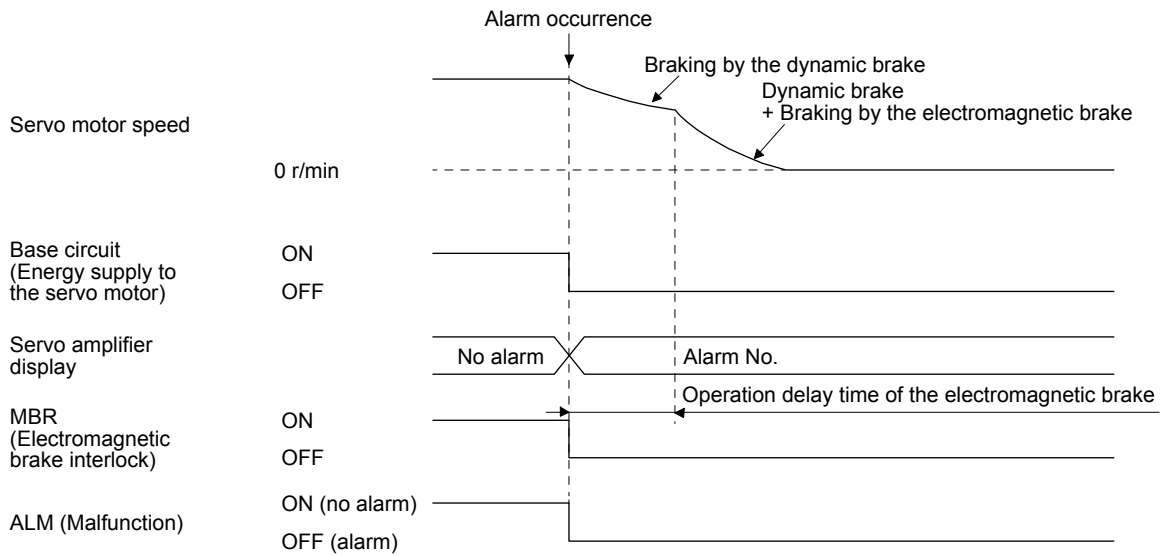 Alarm occurrence
Braking by the dynamic brake
Dynamic brake
+ Braking by the electromagnetic brake
Servo motor speed
0 r/min
Base circuit
(Energy supply to
the servo motor)
ON
OFF
Servo amplifier
display
No alarm
Alarm No.
Operation delay time of the electromagnetic brake
MBR
(Electromagnetic
brake interlock)
ON
OFF
ALM (Malfunction)
ON (no alarm)
OFF (alarm)